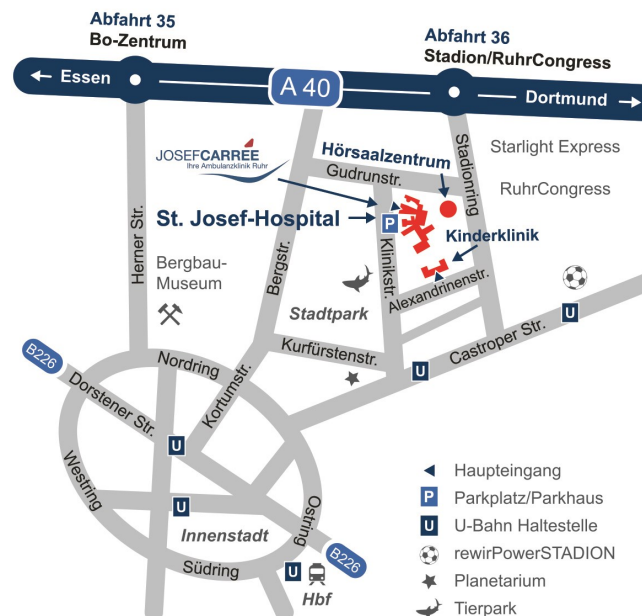 Abfahrt 35
Bo-Zentrum
Abfahrt 36
Stadion/RuhrCongress
Essen
A 40
Dortmund
JOSEFCARRÉE
Ihre Ambulanzklinik Ruhr
Hörsaalzentrum
Gudrunstr.
Stadionring
Starlight Express
RuhrCongress
St. Josef-Hospital
P
Kinderklinik
Herner Str.
Bergstr.
Klinikstr.
Alexandrinenstr.
Bergbau-
Museum
Stadtpark
U
Castroper Str.
Kurfürstenstr.
U
B226
Nordring
Dorstener Str.
Kortumstr.
U
Westring
U
Innenstadt
Ostring
Südring
U
Hbf
B226
Haupteingang
P Parkplatz/Parkhaus
U U-Bahn Haltestelle
rewirPowerSTADION
Planetarium
Tierpark